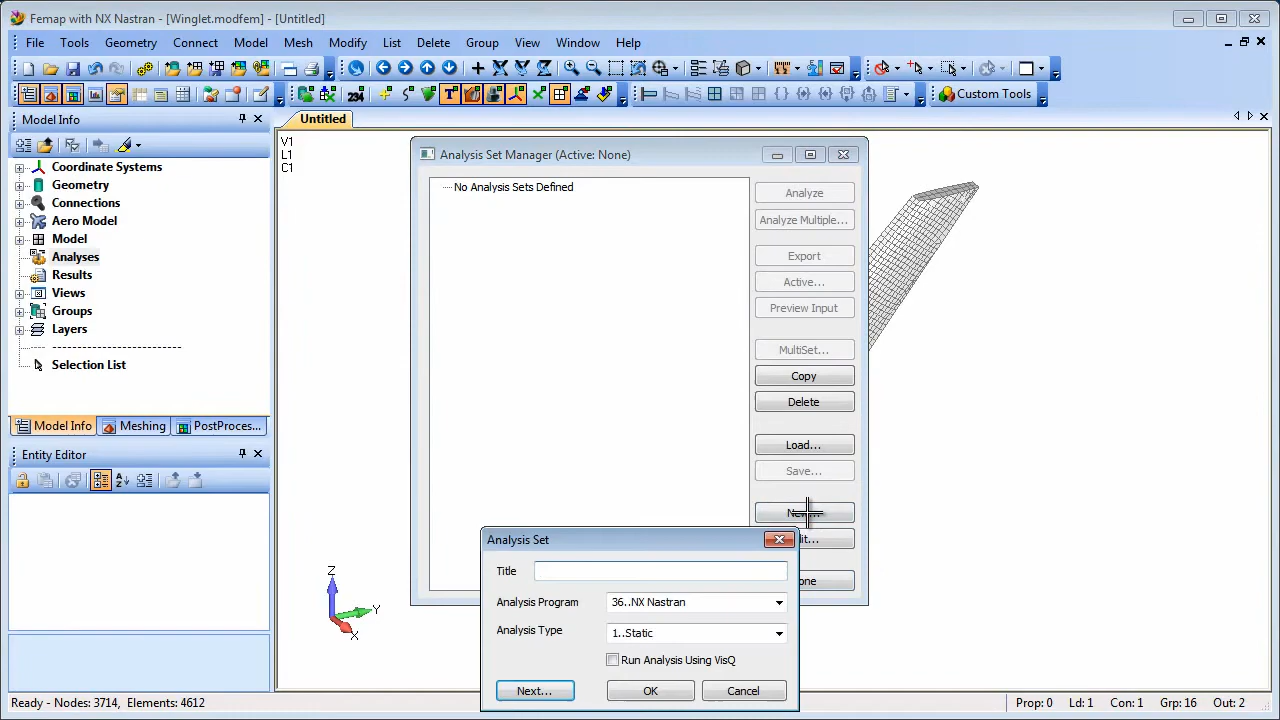 Femap with NX Nastran - [Winglet.modfem] - [Untitled]
File Tools Geometry Connect Model Mesh Modify List Delete Group View Window Help
234 T Custom Tools
Model Info
Untitled
V1
L1
C1
Coordinate Systems
Geometry
Connections
Aero Model
Model
Analyses
Results
Views
Groups
Layers
Selection List
Model Info Meshing PostProces...
Entity Editor
Analysis Set Manager (Active: None)
No Analysis Sets Defined
Analyze
Analyze Multiple...
Export
Active...
Preview Input
MultiSet...
Copy
Delete
Load...
Save...
Analysis Set
Title
Analysis Program 36..NX Nastran
Analysis Type 1..Static
Run Analysis Using VisQ
Next... OK Cancel
Z
Y
X
Ready - Nodes: 3714, Elements: 4612
Prop: 0 Ld: 1 Con: 1 Grp: 16 Out: 2